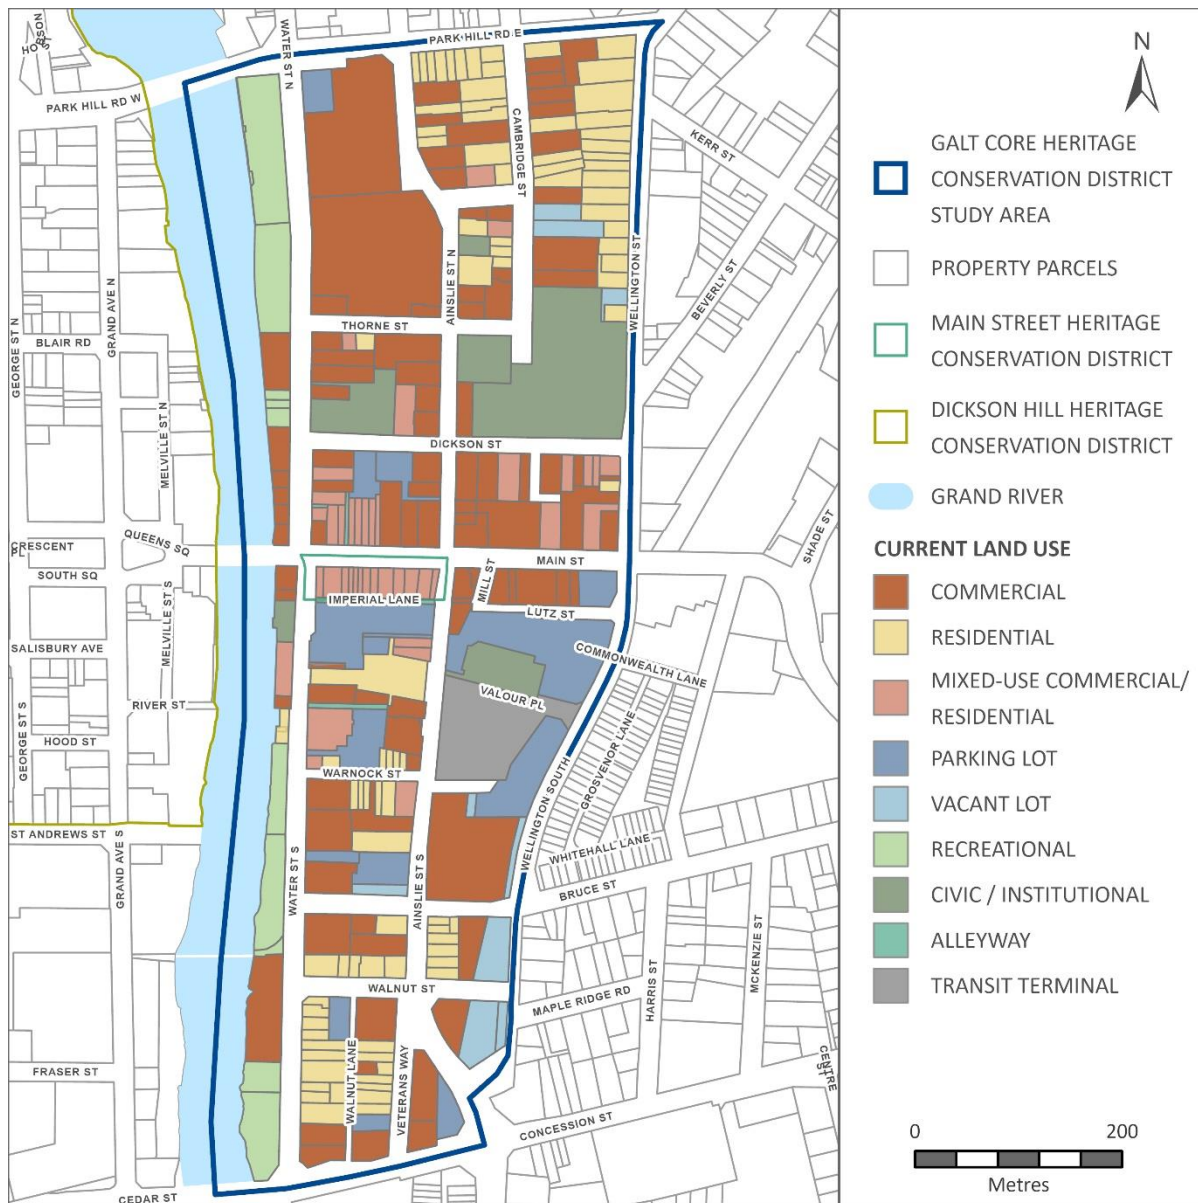 HOBSON
ST
WATER ST N
PARK HILL RD E
N
PARK HILL RD W
CAMBRIDGE ST
KERR ST
GEORGE ST N
BLAIR RD
GRAND AVE N
MELVILLE ST N
THORNE ST
AINSLIE ST N
WELLINGTON ST
BEVERLY ST
DICKSON ST
QUEENS SQ
CRESCENT
PL
SOUTH SQ
MAIN ST
MILL ST
SHADE ST
IMPERIAL LANE
LUTZ ST
MELVILLE ST S
SALISBURY AVE
COMMONWEALTH LANE
VALOUR PL
RIVER ST
GEORGE ST S
HOOD ST
GROSVENOR LANE
WARNOCK ST
WELLINGTON SOUTH
ST ANDREWS ST
GRAND AVE S
WATER ST S
AINSLIE ST S
WHITEHALL LANE
BRUCE ST
WALNUT ST
HARRIS ST
MCKENZIE ST
MAPLE RIDGE RD
WALNUT LANE
VETERANS WAY
FRASER ST
CENTRE
ST
CONCESSION ST
CEDAR ST
GALT CORE HERITAGE
CONSERVATION DISTRICT
STUDY AREA
PROPERTY PARCELS
MAIN STREET HERITAGE
CONSERVATION DISTRICT
DICKSON HILL HERITAGE
CONSERVATION DISTRICT
GRAND RIVER
CURRENT LAND USE
COMMERCIAL
RESIDENTIAL
MIXED-USE COMMERCIAL/
RESIDENTIAL
PARKING LOT
VACANT LOT
RECREATIONAL
CIVIC / INSTITUTIONAL
ALLEYWAY
TRANSIT TERMINAL
0 200
Metres